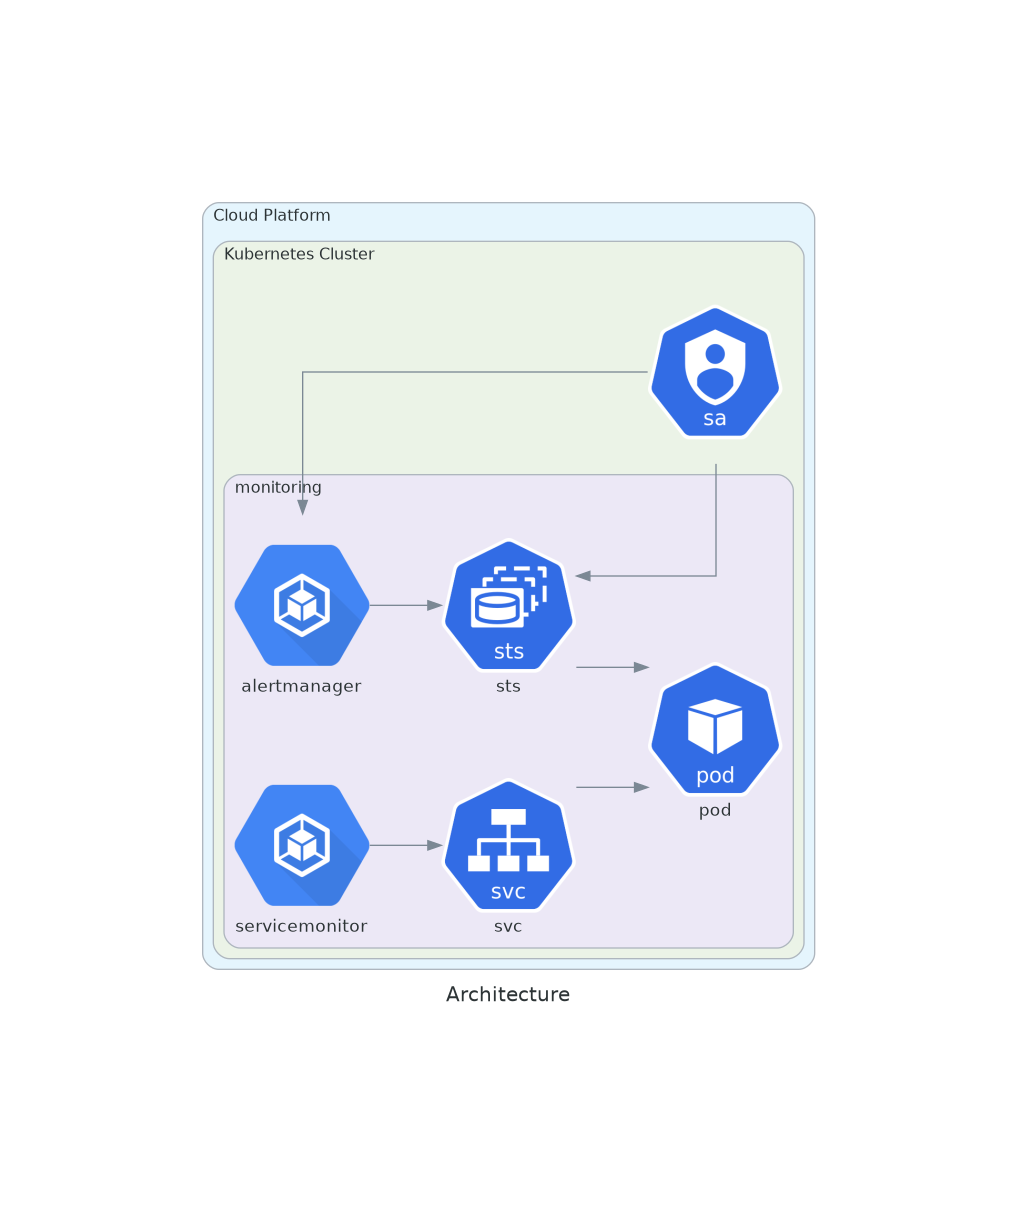 Cloud Platform
Kubernetes Cluster
sa
monitoring
alertmanager
sts
sts
pod
pod
servicemonitor
svc
svc
Architecture